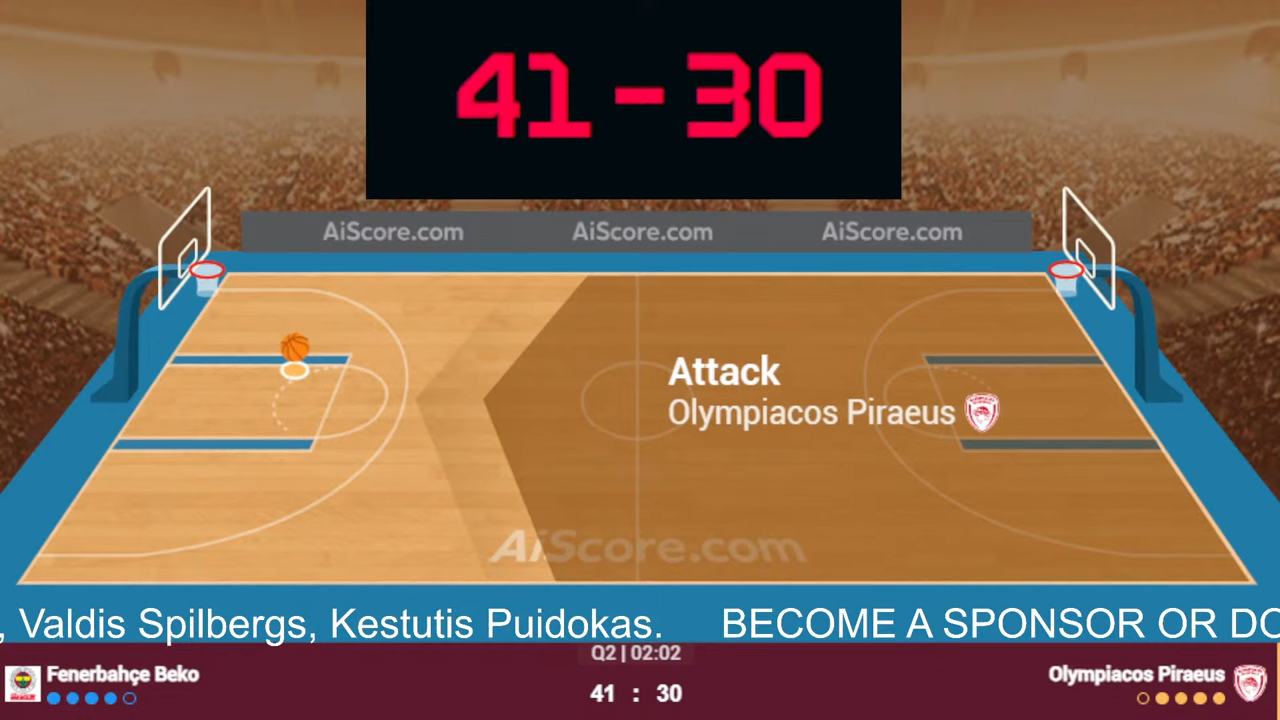 41-30
AiScore.com AiScore.com AiScore.com
Attack
Olympiacos Piraeus
AiScore.com
, Valdis Spilbergs, Kestutis Puidokas. BECOME A SPONSOR OR DO
Q2 | 02:02
Fenerbahçe Beko
Olympiacos Piraeus
41 : 30